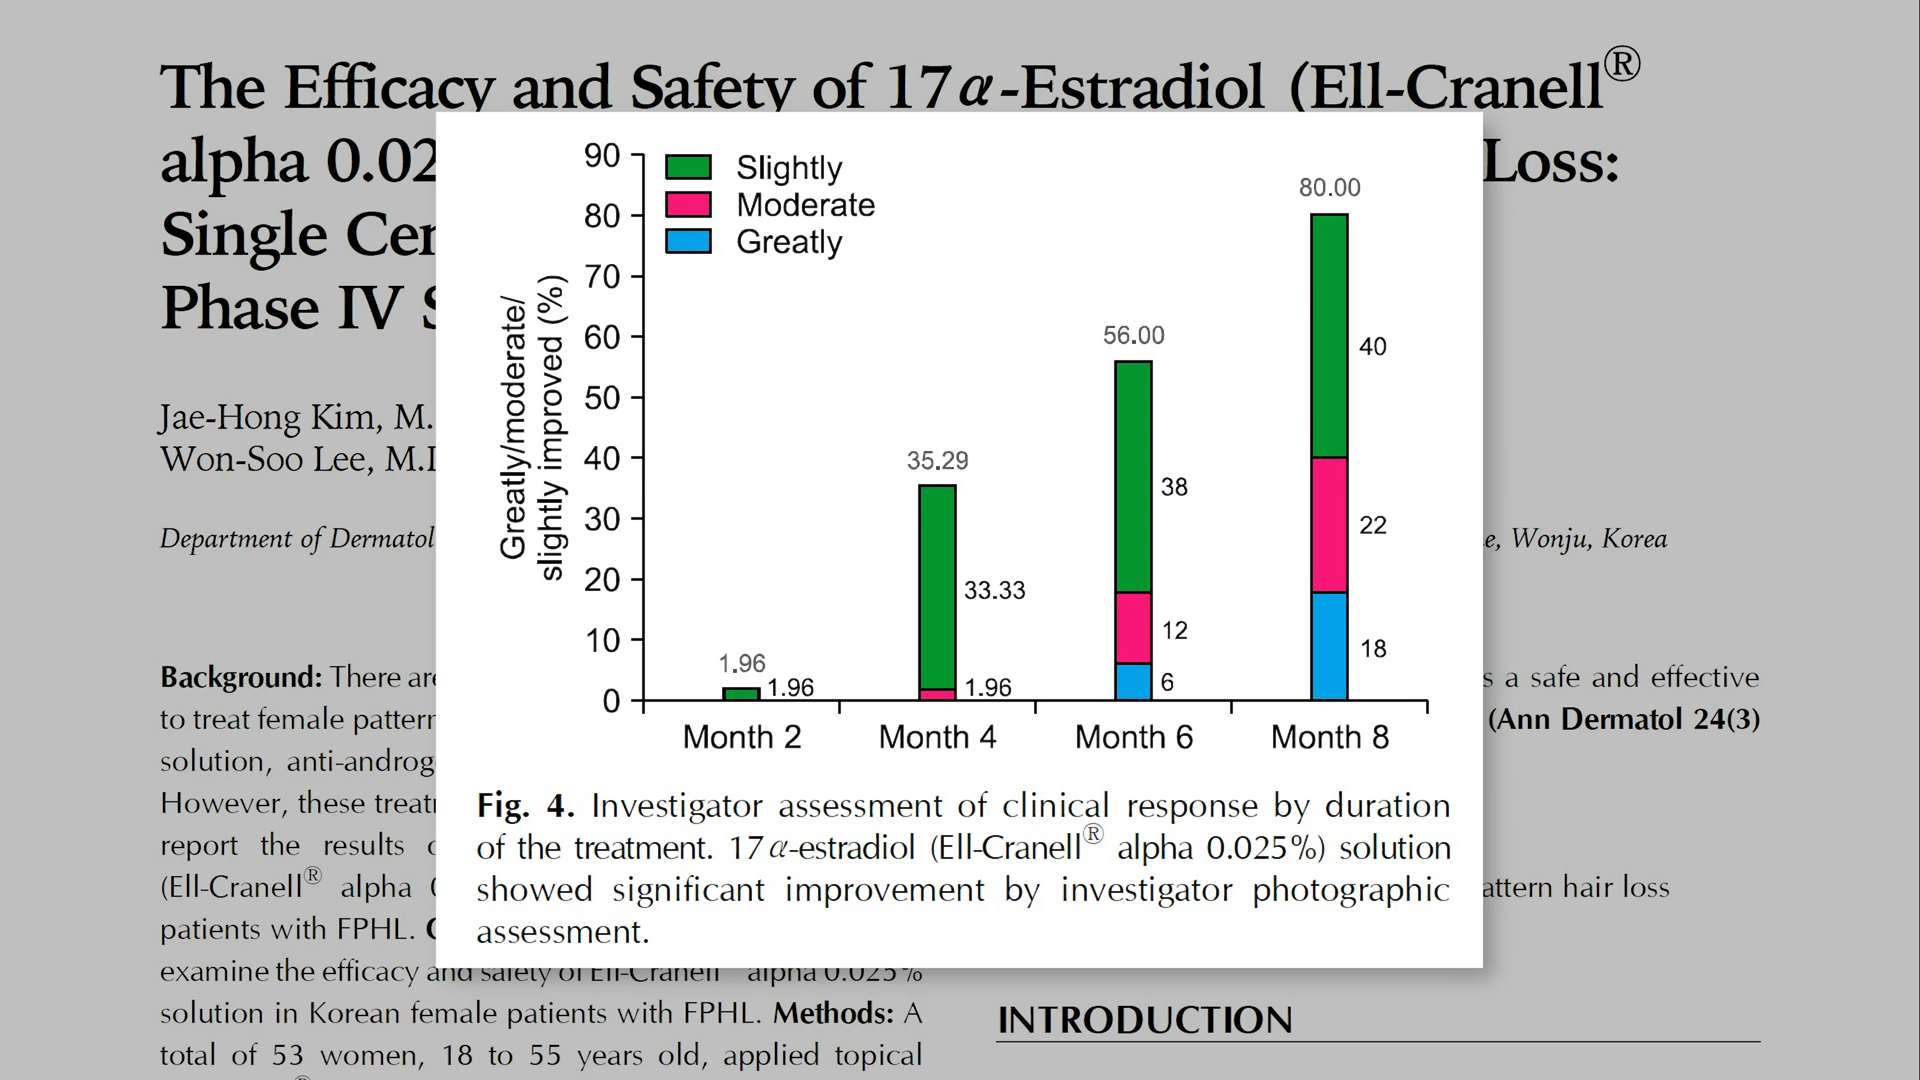 The Efficacy and Safety of 17α-Estradiol (Ell-Cranell®
alpha 0.02
Loss:
Single Cen
Phase IV S
Jae-Hong Kim, M.
Won-Soo Lee, M.D
Department of Dermatol
e, Wonju, Korea
Background: There are
to treat female pattern
solution, anti-androg
However, these treatm
report the results o
(Ell-Cranell® alpha 0
patients with FPHL.
examine the efficacy and safety of Ell-Cranell alpha 0.025%
solution in Korean female patients with FPHL. Methods: A
total of 53 women, 18 to 55 years old, applied topical
s a safe and effective
(Ann Dermatol 24(3)
attern hair loss
INTRODUCTION
Greatly/moderate/
slightly improved (%)
90
80
70
60
50
40
30
20
10
0
Slightly
Moderate
Greatly
1.96
1.96
35.29
33.33
1.96
56.00
38
12
6
80.00
40
22
18
Month 2 Month 4 Month 6 Month 8
Fig. 4. Investigator assessment of clinical response by duration
of the treatment. 17α-estradiol (Ell-Cranell® alpha 0.025%) solution
showed significant improvement by investigator photographic
assessment.